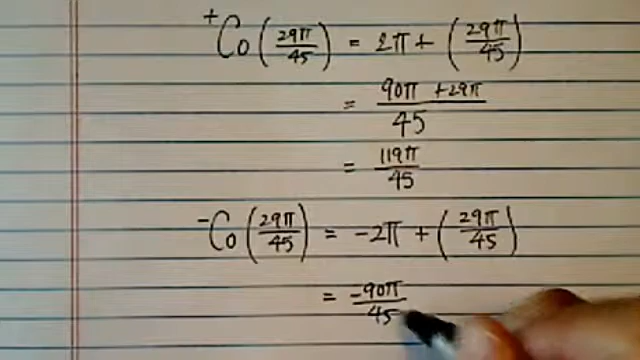 +Co(29π/45) = 2π + (29π/45)
= 90π + 29π / 45
= 119π / 45
-Co(29π/45) = -2π + (29π/45)
= -90π / 45